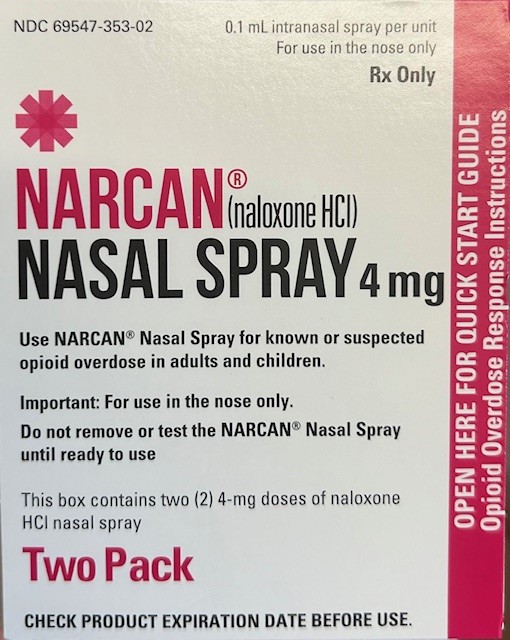 NDC 69547-353-02
0.1 mL intranasal spray per unit
For use in the nose only
Rx Only
NARCAN® (naloxone HCl)
NASAL SPRAY 4 mg
Use NARCAN® Nasal Spray for known or suspected
opioid overdose in adults and children.
Important: For use in the nose only.
Do not remove or test the NARCAN® Nasal Spray
until ready to use
This box contains two (2) 4-mg doses of naloxone
HCl nasal spray
Two Pack
CHECK PRODUCT EXPIRATION DATE BEFORE USE.
OPEN HERE FOR QUICK START GUIDE
Opioid Overdose Response Instructions